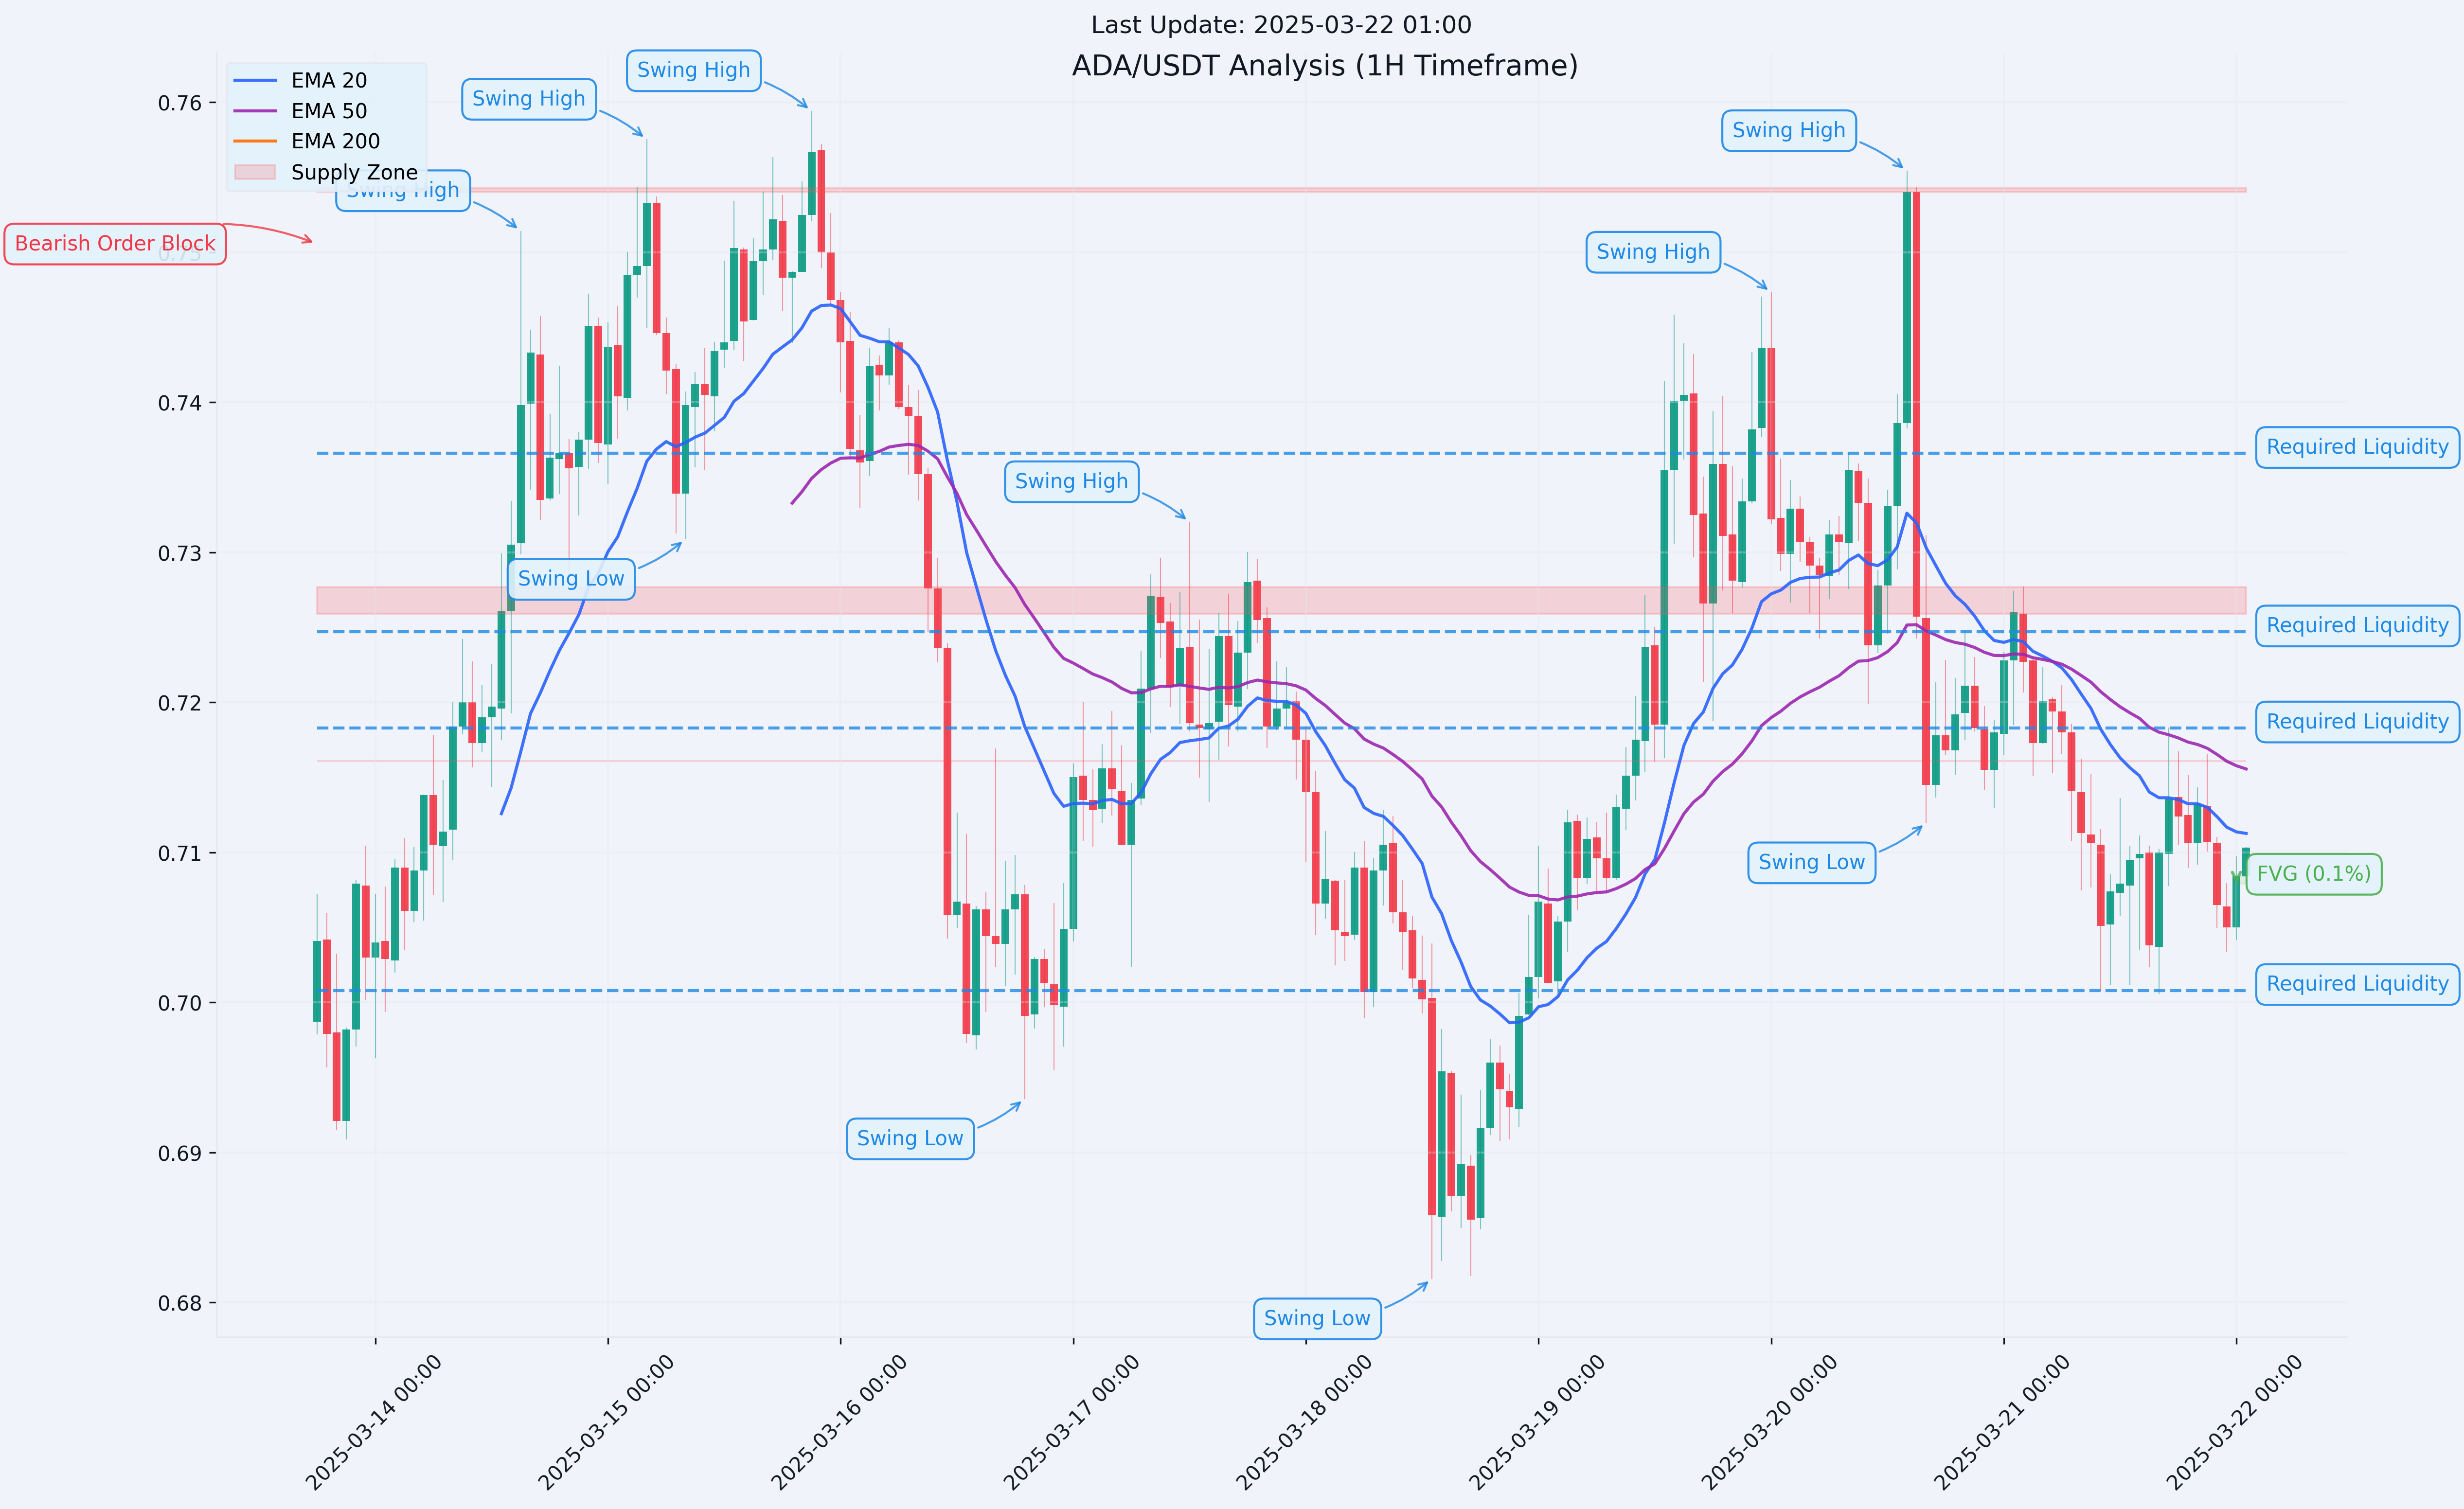 Last Update: 2025-03-22 01:00
ADA/USDT Analysis (1H Timeframe)
EMA 20
EMA 50
EMA 200
Supply Zone
Swing High
Swing High
Swing High
Swing High
Swing High
Swing High
Bearish Order Block
Swing Low
Swing Low
Swing Low
Swing Low
Required Liquidity
Required Liquidity
Required Liquidity
Required Liquidity
FVG (0.1%)
0.76
0.75
0.74
0.73
0.72
0.71
0.70
0.69
0.68
2025-03-14 00:00
2025-03-15 00:00
2025-03-16 00:00
2025-03-17 00:00
2025-03-18 00:00
2025-03-19 00:00
2025-03-20 00:00
2025-03-21 00:00
2025-03-22 00:00